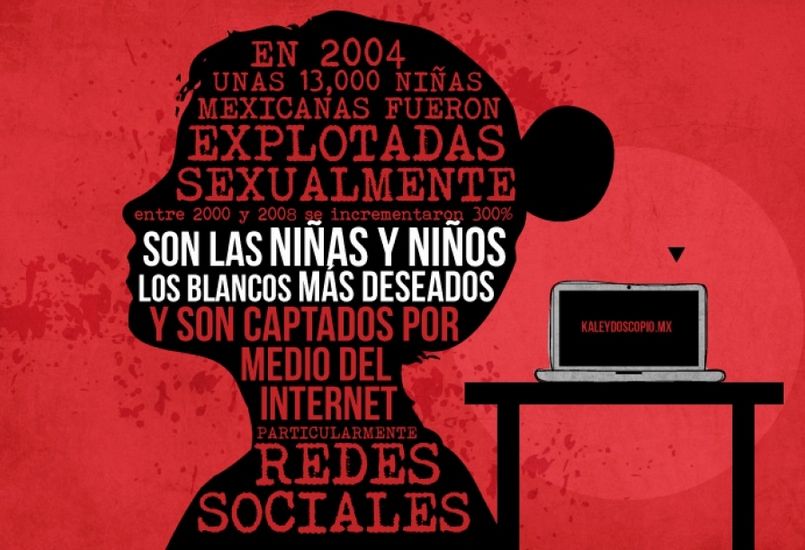 EN 2004
UNAS 13,000 NIÑAS
MEXICANAS FUERON
EXPLOTADAS
SEXUALMENTE
entre 2000 y 2008 se incrementaron 300%
SON LAS NIÑAS Y NIÑOS
LOS BLANCOS MÁS DESEADOS
Y SON CAPTADOS POR
MEDIO DEL
INTERNET
PARTICULARMENTE
REDES
SOCIALES
KALEYDOSCOPIO.MX